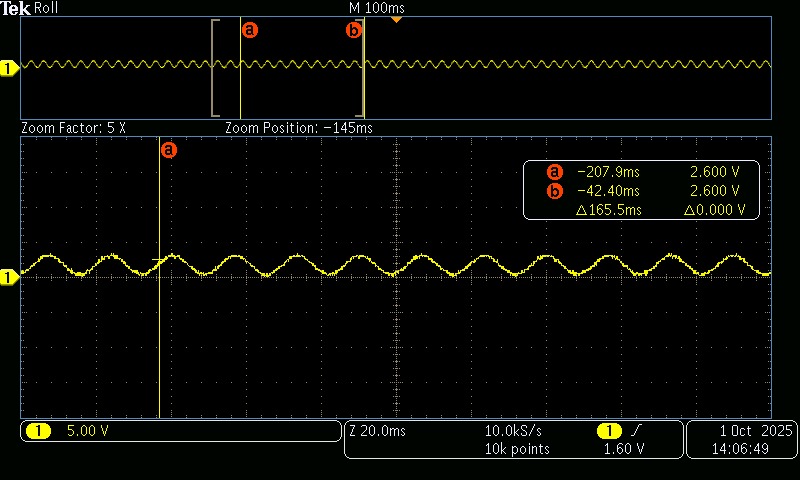 Tek Roll M 100ms
a b
1
Zoom Factor: 5 X Zoom Position: −145ms
a
a −207.9ms 2.600 V
b −42.40ms 2.600 V
△165.5ms △0.000 V
1
1 5.00 V
Z 20.0ms 10.0kS/s 1 1 Oct 2025
10k points 1.60 V 14:06:49